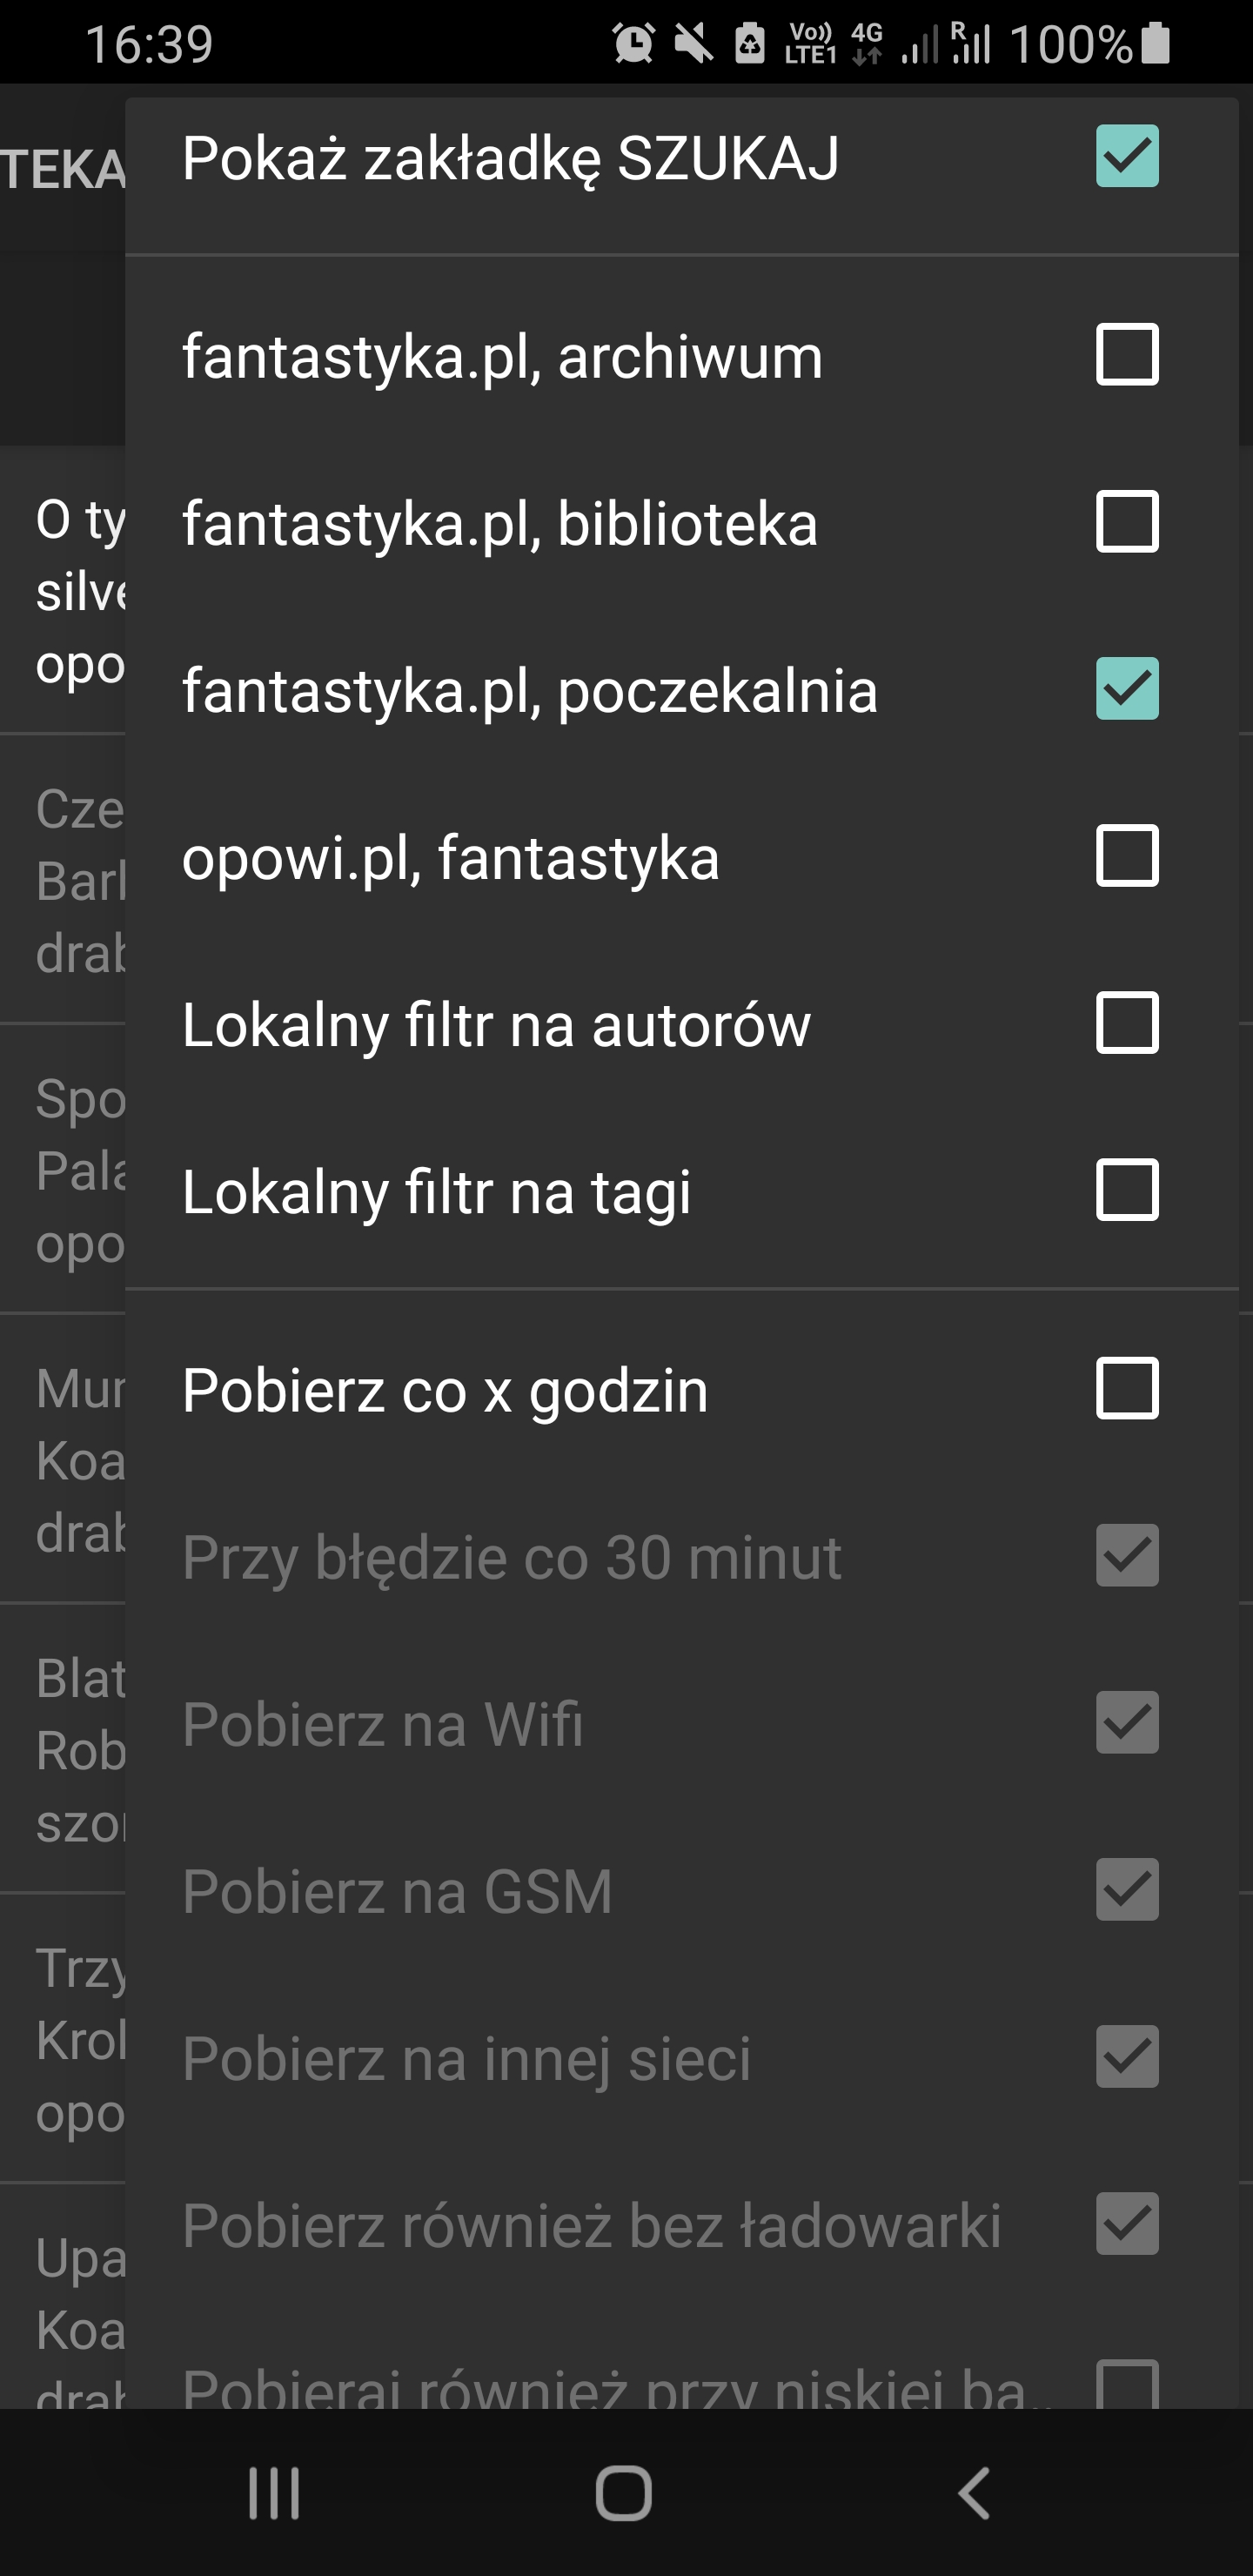 16:39
Vo)) LTE1 4G R 100%
TEKA
Pokaż zakładkę SZUKAJ
fantastyka.pl, archiwum
fantastyka.pl, biblioteka
fantastyka.pl, poczekalnia
opowi.pl, fantastyka
Lokalny filtr na autorów
Lokalny filtr na tagi
Pobierz co x godzin
Przy błędzie co 30 minut
Pobierz na Wifi
Pobierz na GSM
Pobierz na innej sieci
Pobierz również bez ładowarki
Pobieraj również przy niskiej ba..
O ty
silve
opo
Cze
Bark
drab
Spo
Pala
opo
Mur
Koa
drab
Blat
Rob
szor
Trzy
Krol
opo
Upa
Koa
drab